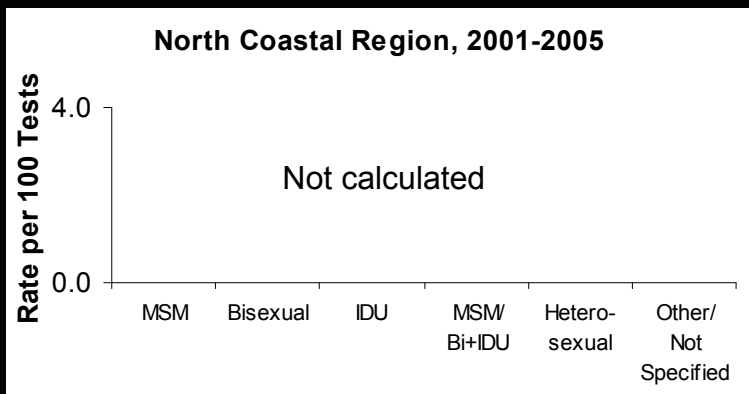 North Coastal Region, 2001-2005
Rate per 100 Tests
4.0
Not calculated
0.0
MSM
Bisexual
IDU
MSM/
Bi+IDU
Hetero-
sexual
Other/
Not
Specified